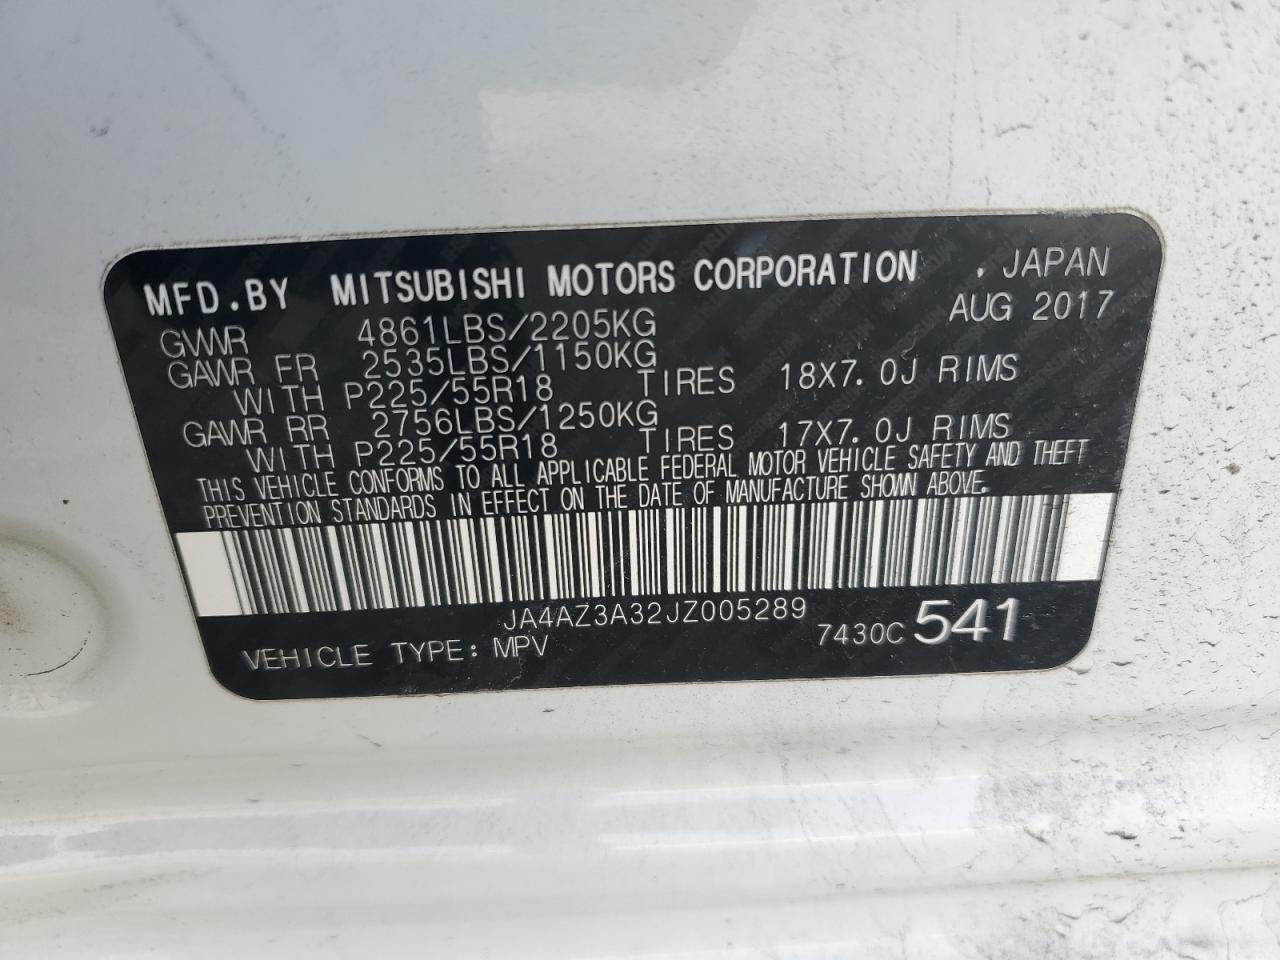 MFD.BY MITSUBISHI MOTORS CORPORATION . JAPAN
AUG 2017
GVWR 4861LBS/2205KG
GAWR FR 2535LBS/1150KG
WITH P225/55R18 TIRES 18X7.0J RIMS
GAWR RR 2756LBS/1250KG
WITH P225/55R18 TIRES 17X7.0J RIMS
THIS VEHICLE CONFORMS TO ALL APPLICABLE FEDERAL MOTOR VEHICLE SAFETY AND THEFT
PREVENTION STANDARDS IN EFFECT ON THE DATE OF MANUFACTURE SHOWN ABOVE.
JA4AZ3A32JZ005289
7430C 541
VEHICLE TYPE: MPV